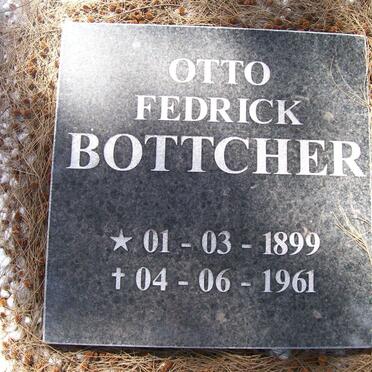 OTTO
FEDRICK
BOTTCHER
★ 01 - 03 - 1899
† 04 - 06 - 1961